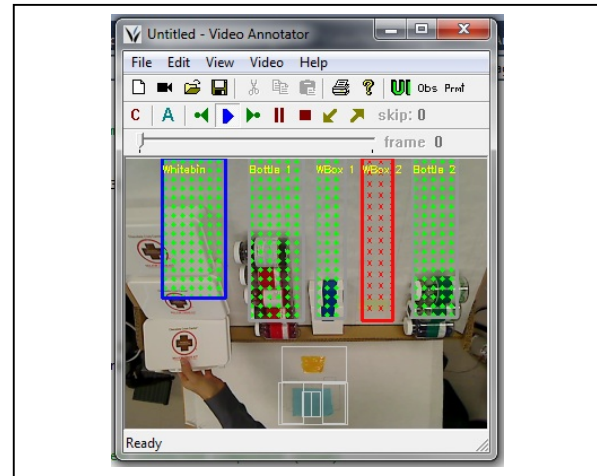 Untitled - Video Annotator
File Edit View Video Help
Obs Prmt
C A skip: 0
frame 0
Whitebin Bottle 1 WBox 1 WBox 2 Bottle 2
Ready